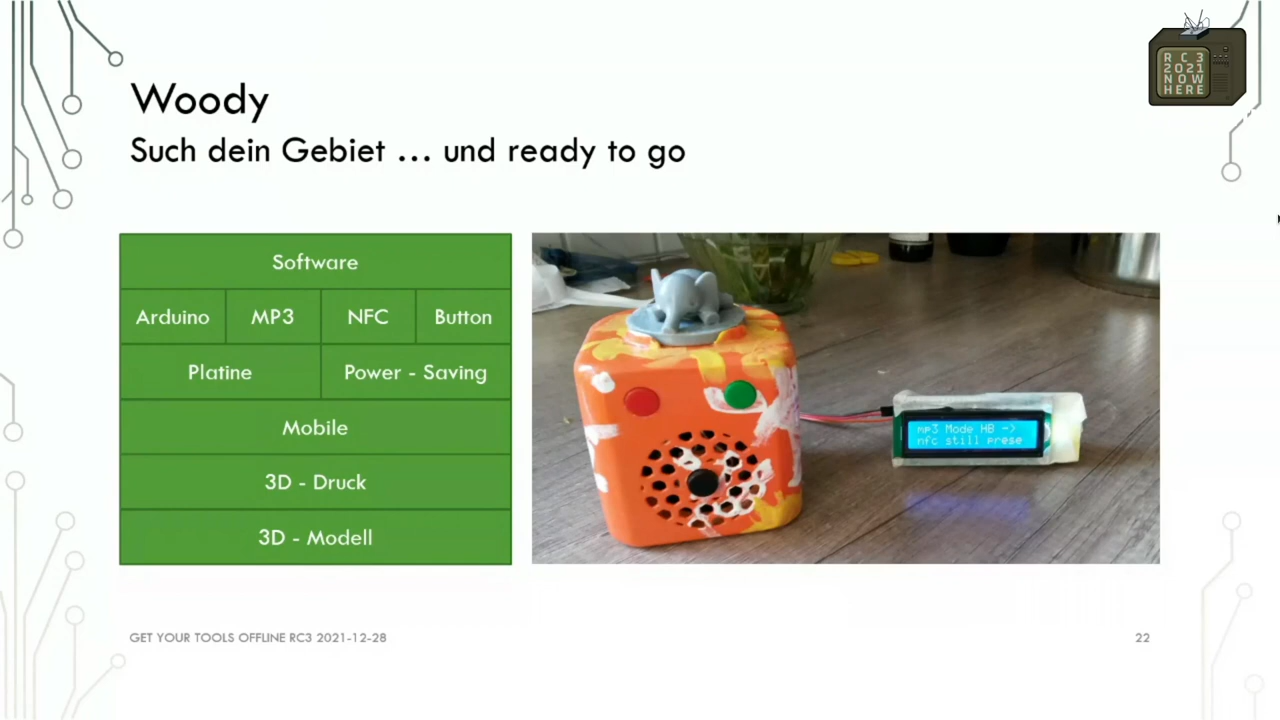 R C 3
2021
NOW
HERE
Woody
Such dein Gebiet ... und ready to go
Software
Arduino MP3 NFC Button
Platine Power - Saving
Mobile
3D - Druck
3D - Modell
mp3 Mode HB ->
nfc still prese
GET YOUR TOOLS OFFLINE RC3 2021-12-28
22